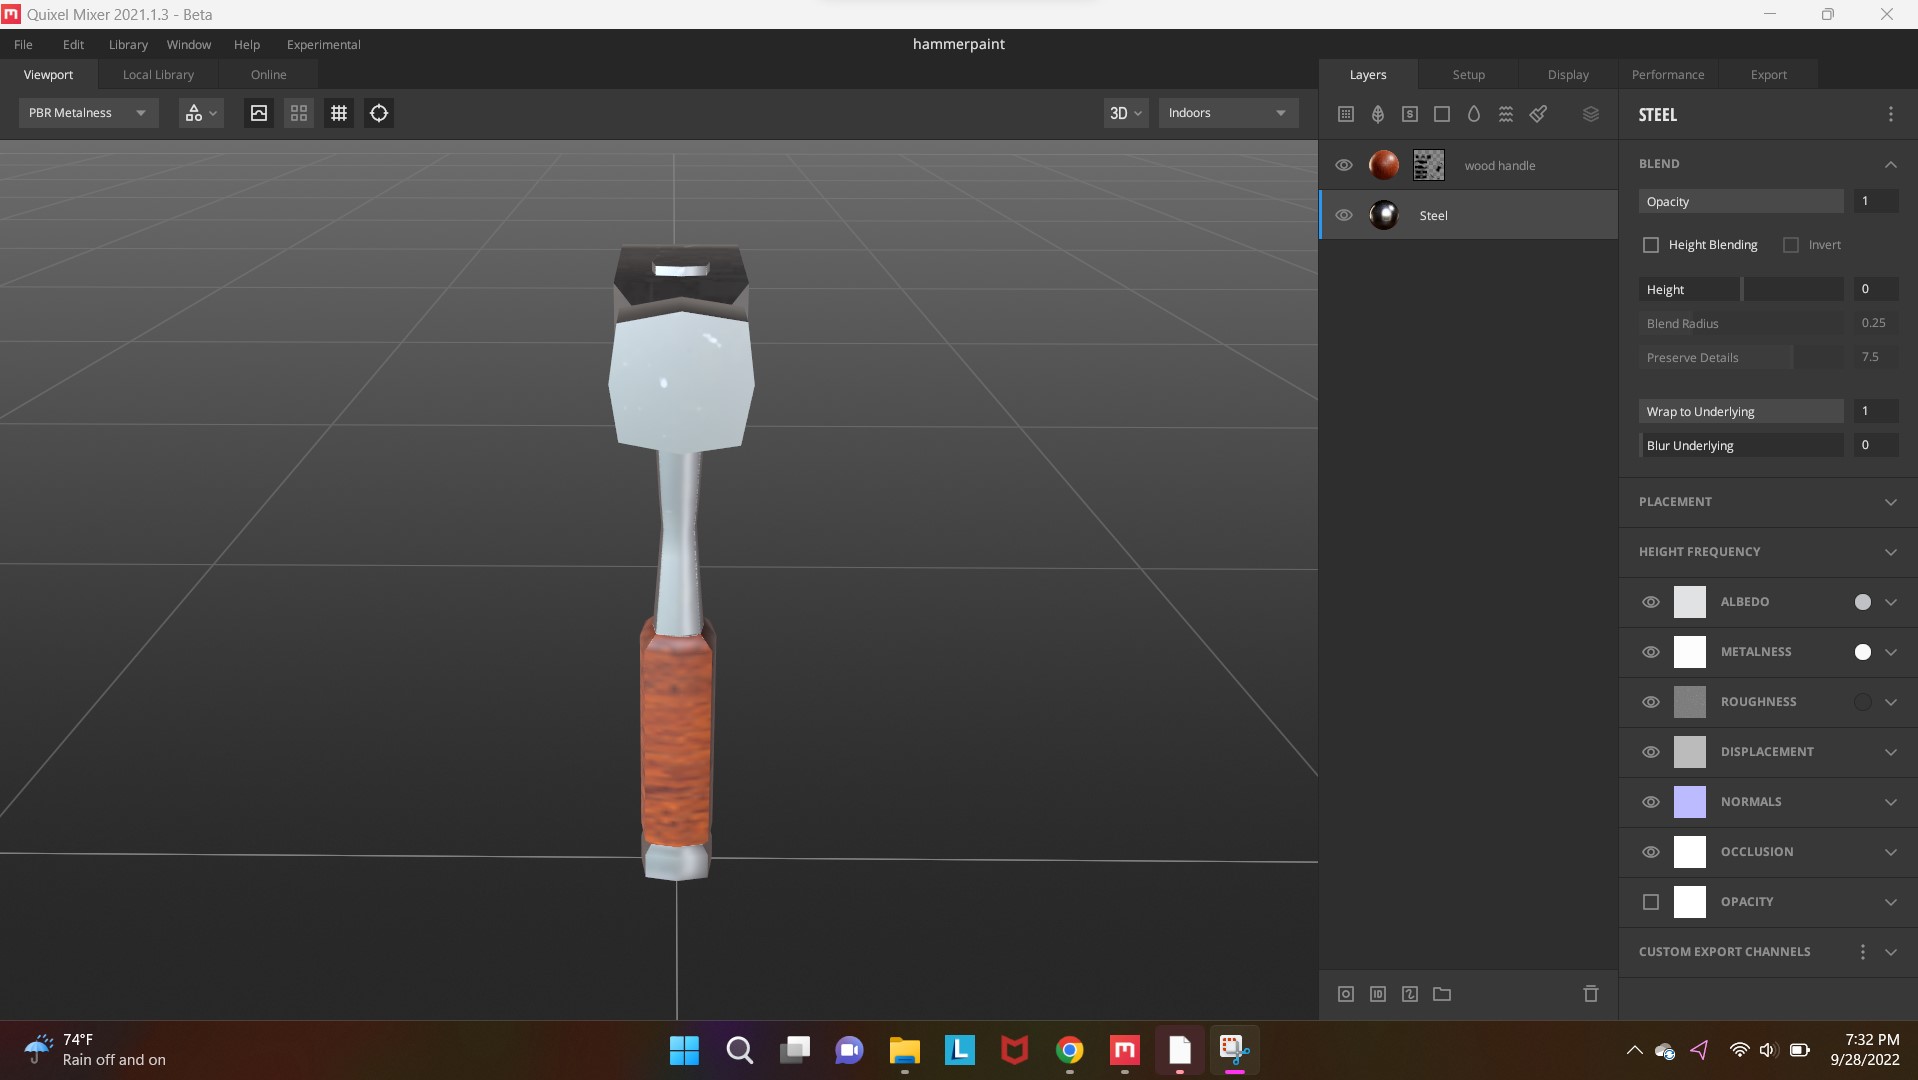 Quixel Mixer 2021.1.3 - Beta
File Edit Library Window Help Experimental
hammerpaint
Viewport Local Library Online
Layers Setup Display Performance Export
PBR Metalness
3D
Indoors
S
STEEL
wood handle
Steel
BLEND
Opacity 1
Height Blending Invert
Height 0
Blend Radius 0.25
Preserve Details 7.5
Wrap to Underlying 1
Blur Underlying 0
PLACEMENT
HEIGHT FREQUENCY
ALBEDO
METALNESS
ROUGHNESS
DISPLACEMENT
NORMALS
OCCLUSION
OPACITY
CUSTOM EXPORT CHANNELS
ID
74°F
Rain off and on
L
7:32 PM
9/28/2022